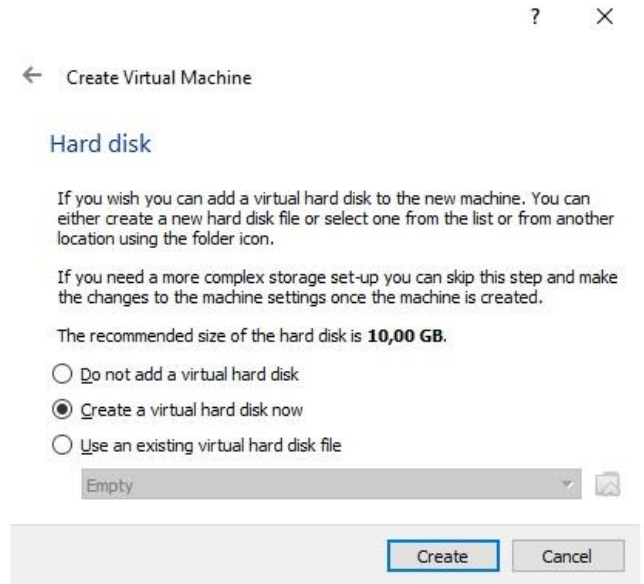 ?
Create Virtual Machine
Hard disk
If you wish you can add a virtual hard disk to the new machine. You can
either create a new hard disk file or select one from the list or from another
location using the folder icon.
If you need a more complex storage set-up you can skip this step and make
the changes to the machine settings once the machine is created.
The recommended size of the hard disk is 10,00 GB.
Do not add a virtual hard disk
Create a virtual hard disk now
Use an existing virtual hard disk file
Empty
Create Cancel